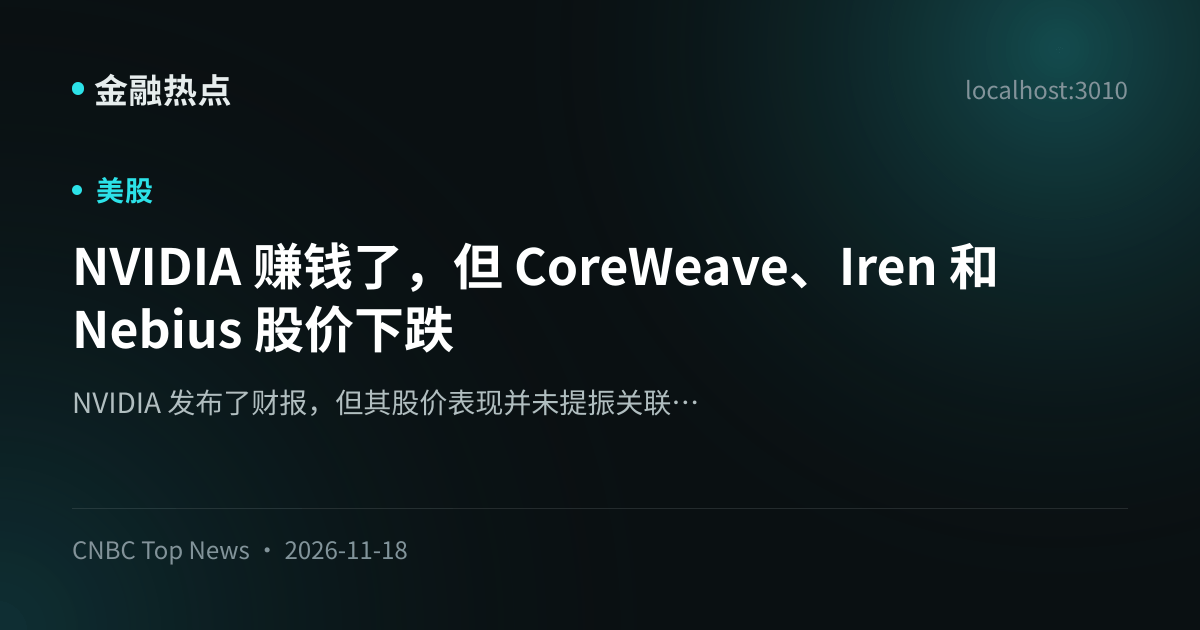 金融热点
localhost:3010
美股
NVIDIA 赚钱了，但 CoreWeave、Iren 和
Nebius 股价下跌
NVIDIA 发布了财报，但其股价表现并未提振关联…
CNBC Top News • 2026-11-18